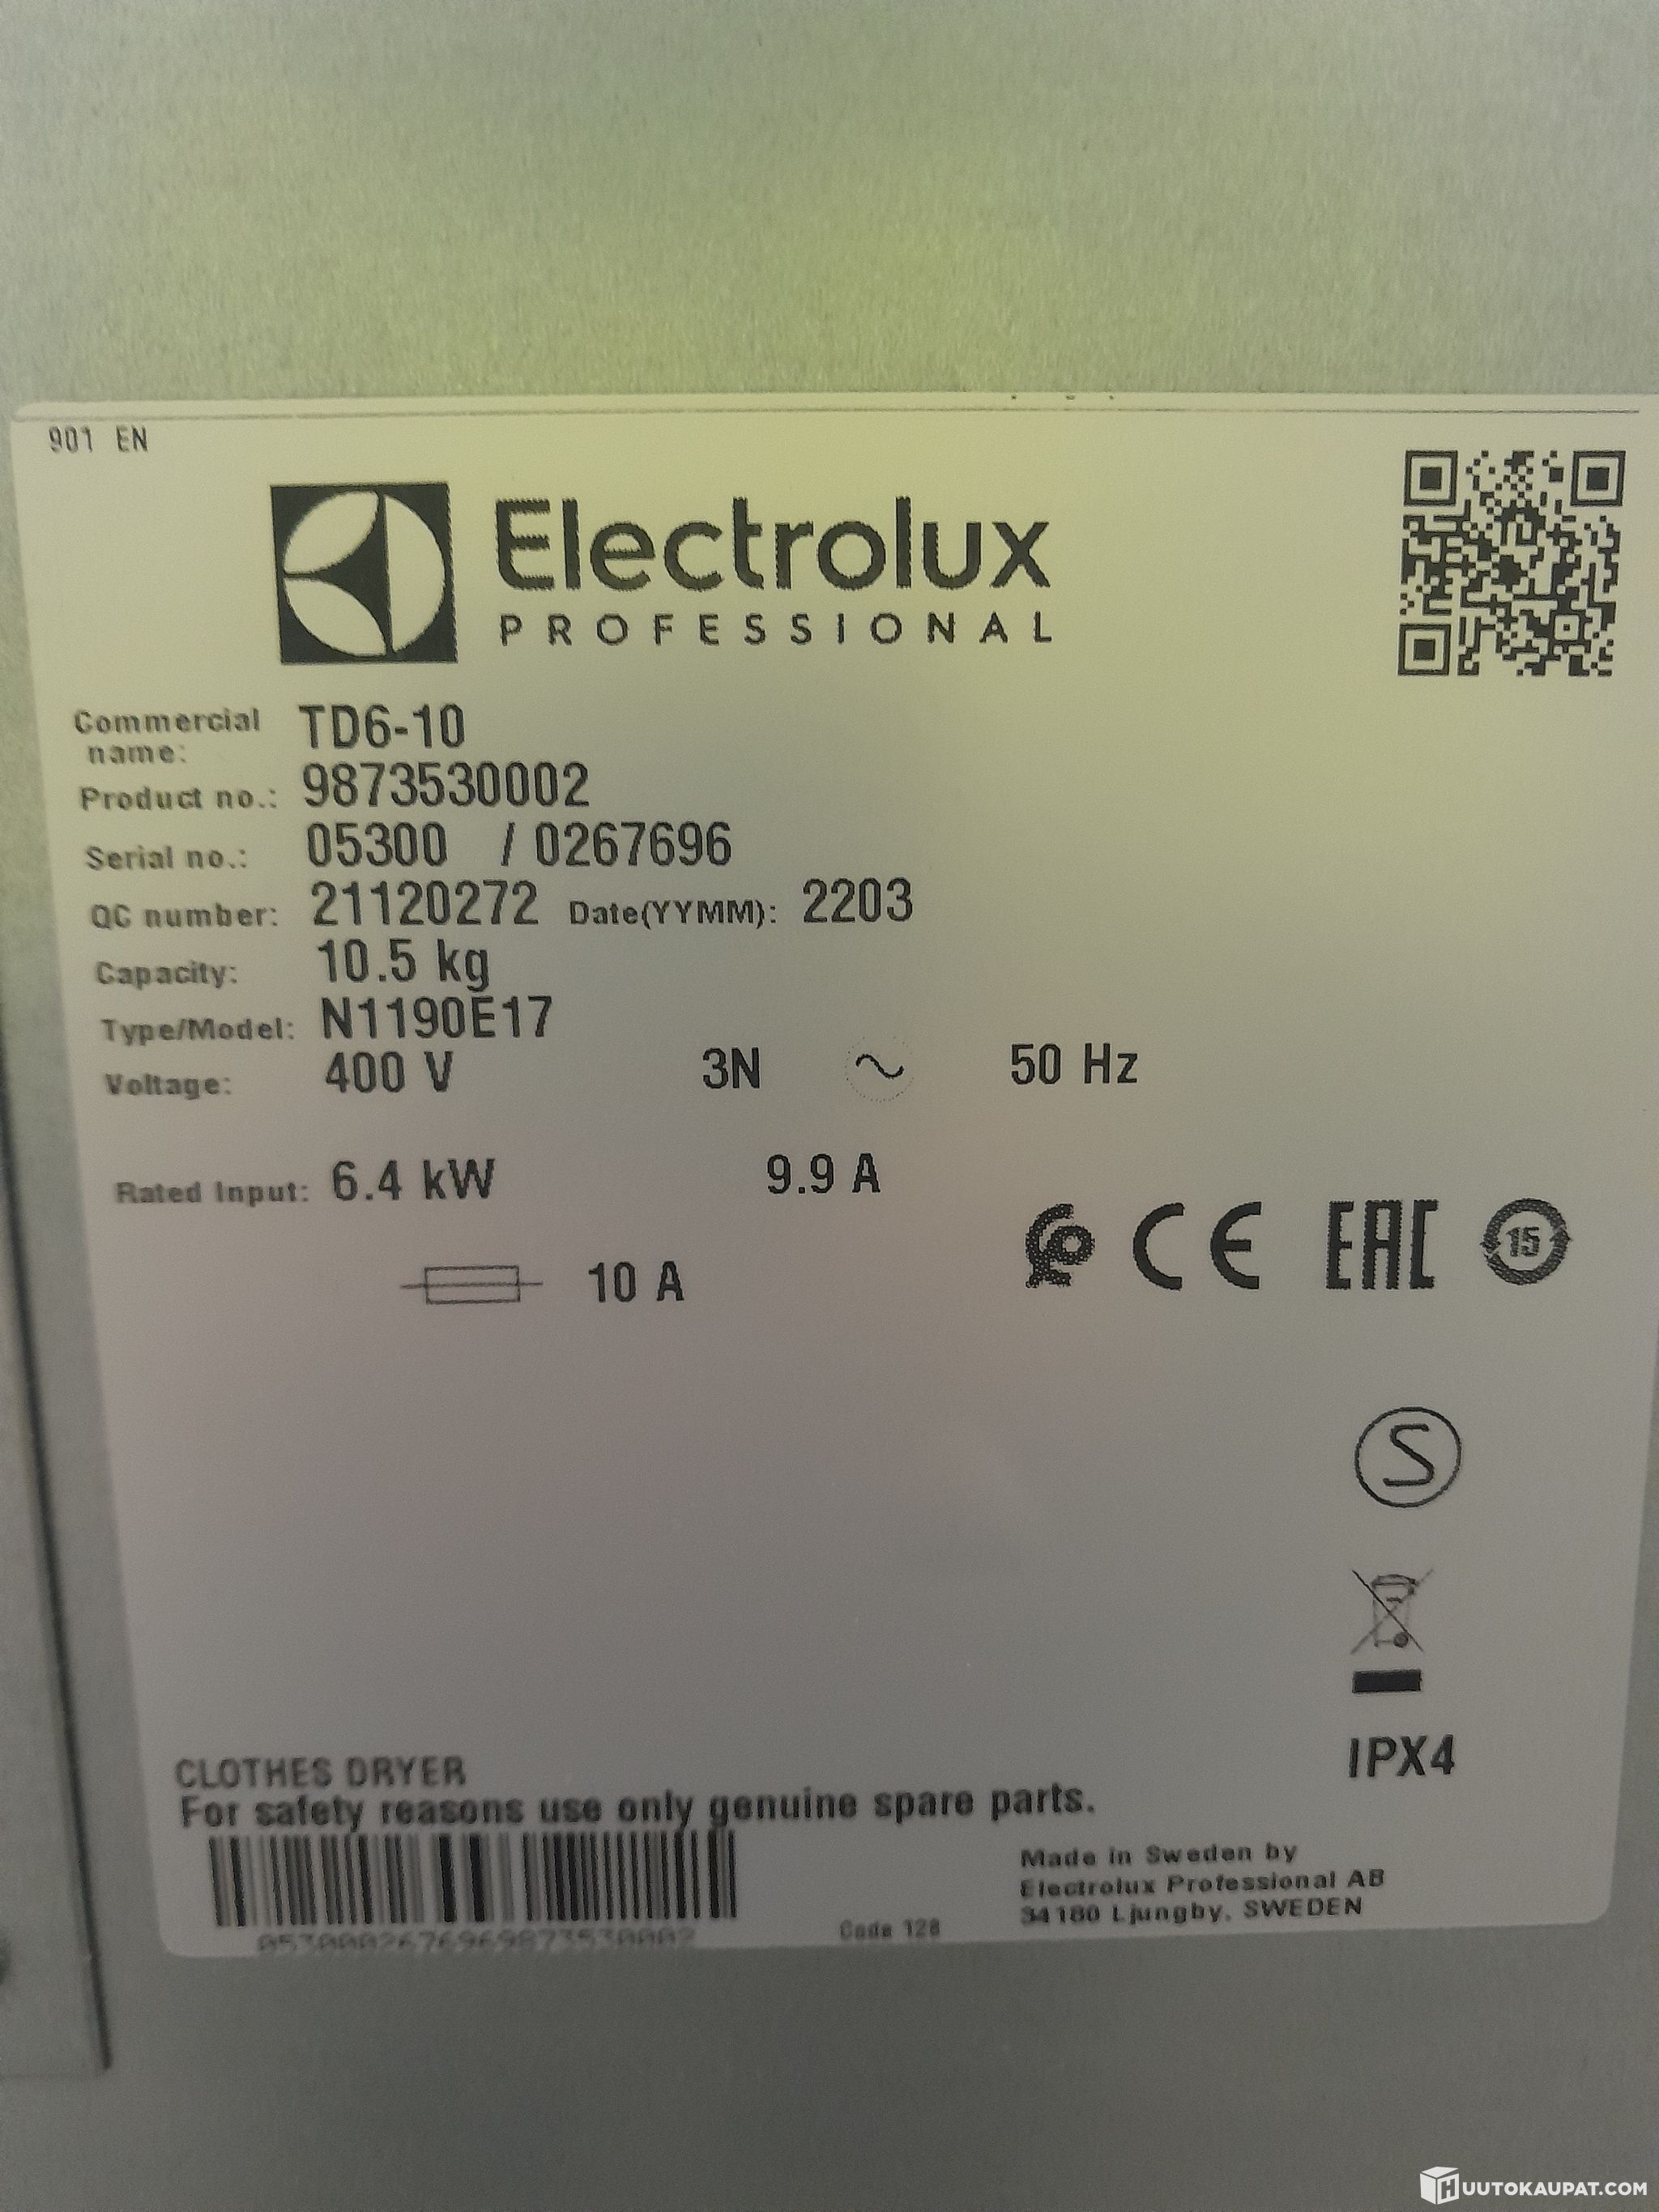 901 EN
Electrolux
PROFESSIONAL
Commercial name: TD6-10
Product no.: 9873530002
Serial no.: 05300 / 0267696
QC number: 21120272 Date(YYMM): 2203
Capacity: 10.5 kg
Type/Model: N1190E17
Voltage: 400 V 3N ~ 50 Hz
Rated Input: 6.4 kW 9.9 A
10 A
CE EAC 15
S
IPX4
CLOTHES DRYER
For safety reasons use only genuine spare parts.
Made in Sweden by
Electrolux Professional AB
34180 Ljungby, SWEDEN
Code 128
0530002676969873530002
HUUTOKAUPAT.COM